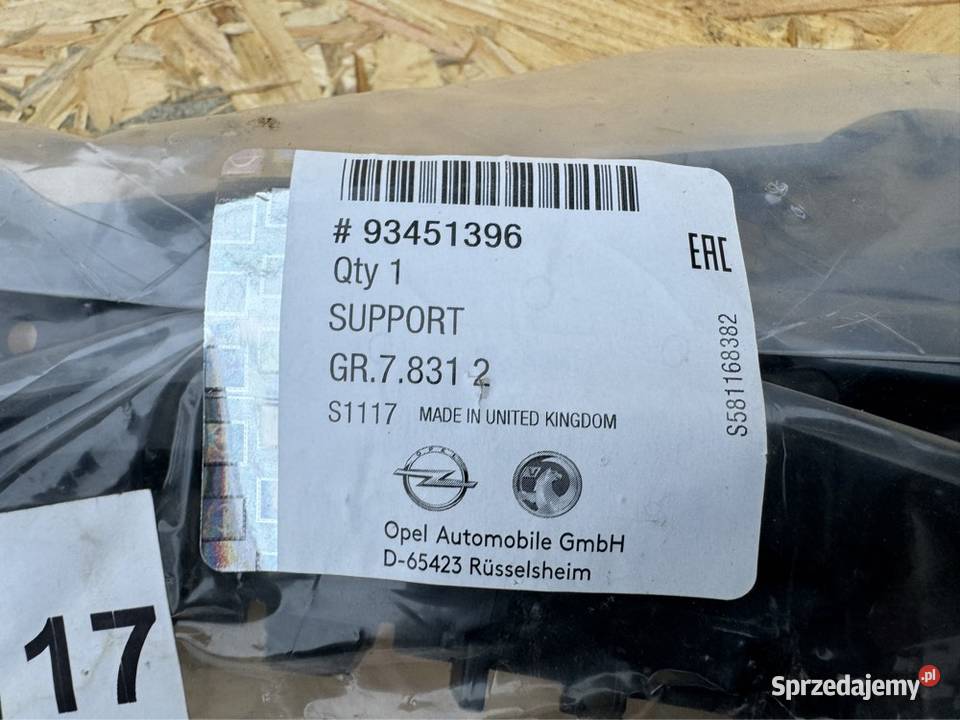 # 93451396
Qty 1
SUPPORT
GR.7.831 2
S1117 MADE IN UNITED KINGDOM
OPEL
Opel Automobile GmbH
D-65423 Rüsselsheim
EAC
S581168382
17
Sprzedajemy.pl